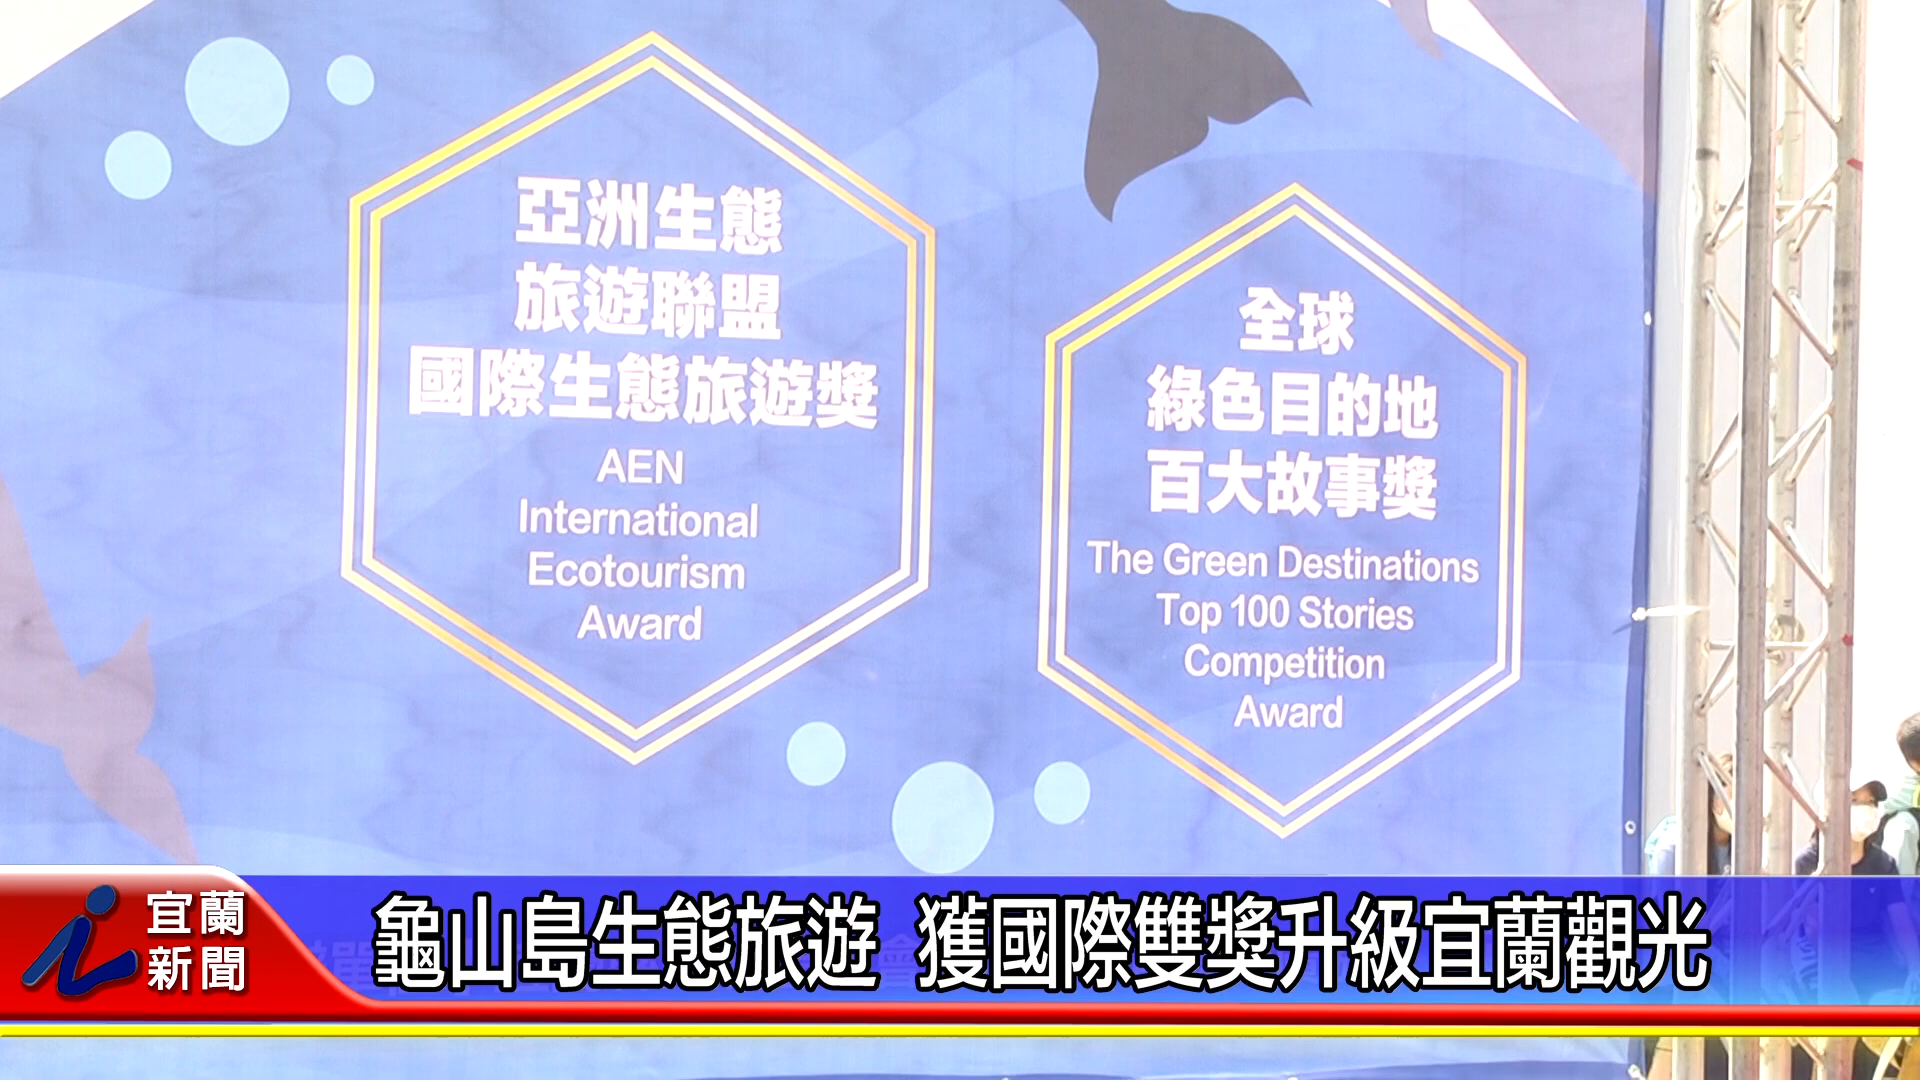 亞洲生態
旅遊聯盟
國際生態旅遊獎
AEN
International
Ecotourism
Award
全球
綠色目的地
百大故事獎
The Green Destinations
Top 100 Stories
Competition
Award
宜蘭
新聞
龜山島生態旅遊 獲國際雙獎升級宜蘭觀光